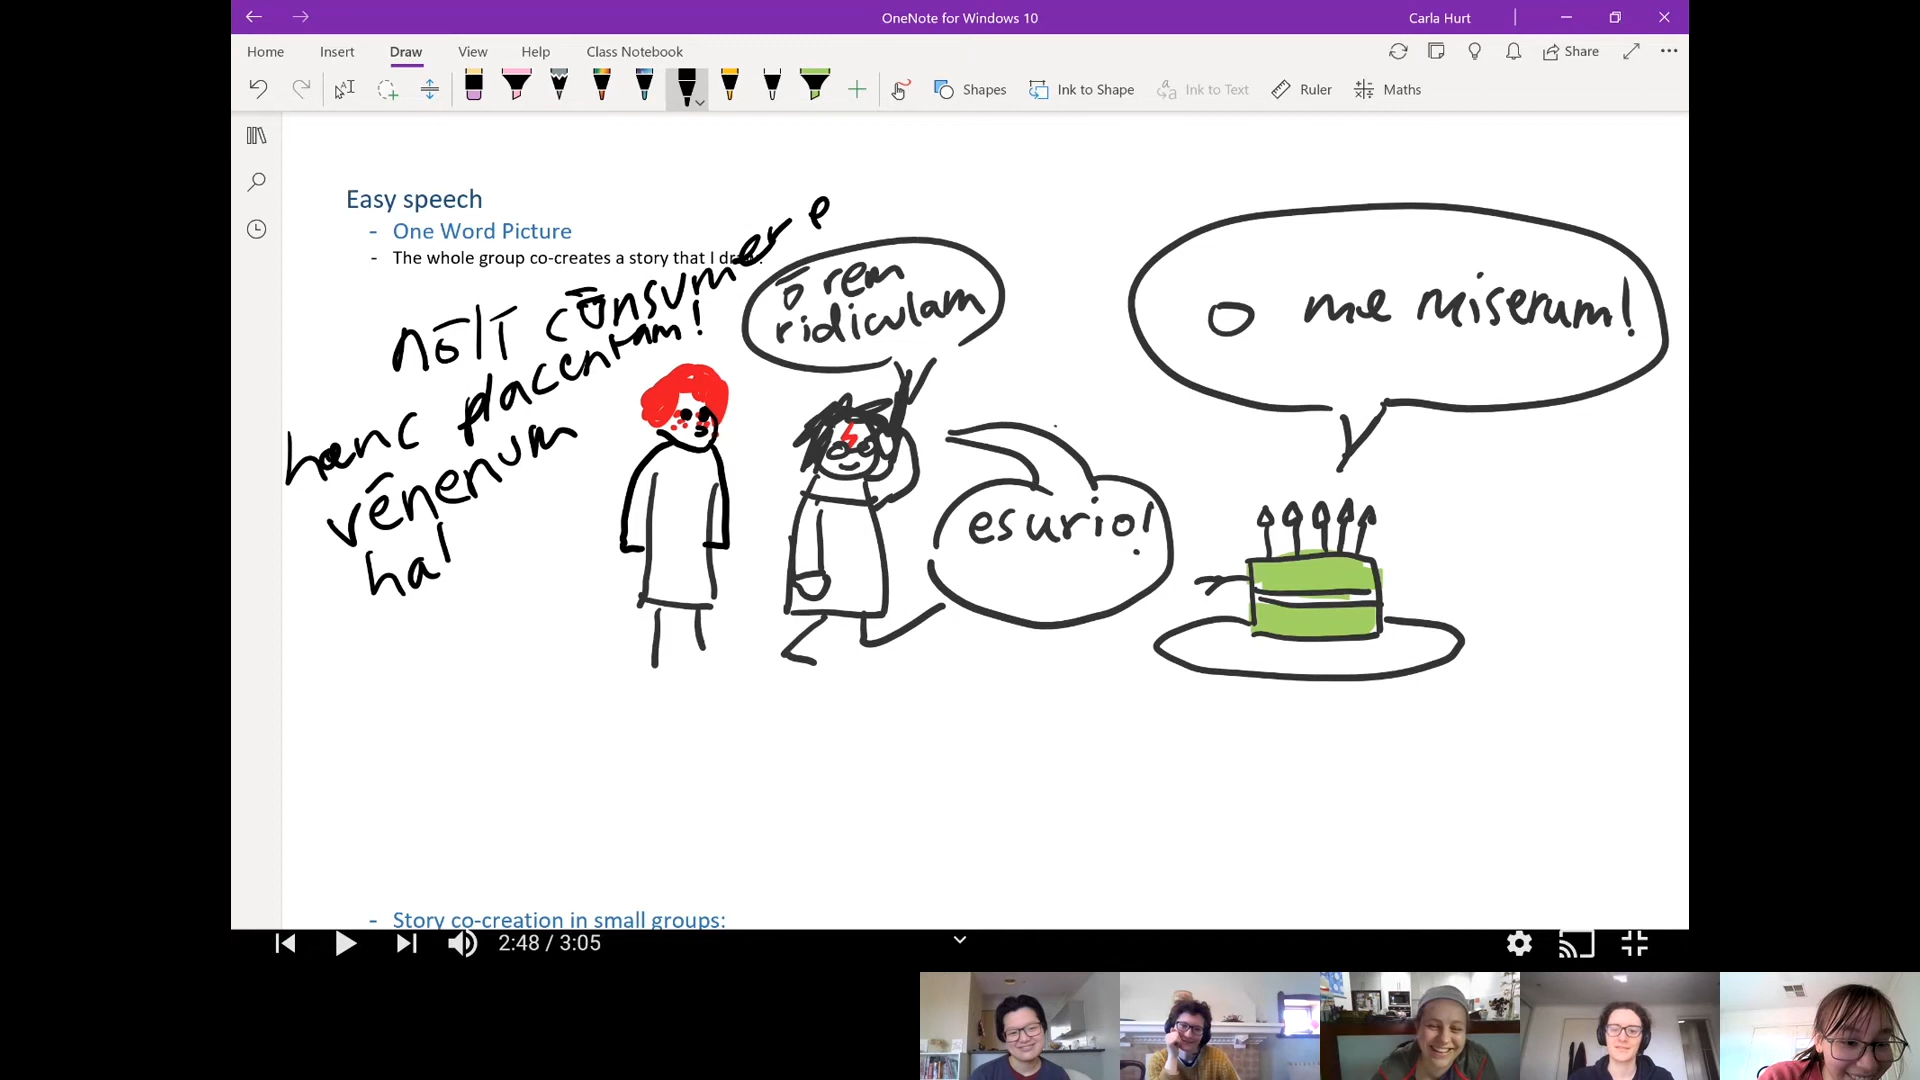 OneNote for Windows 10
Carla Hurt
Home Insert Draw View Help Class Notebook
Share
Shapes
Ink to Shape
Ink to Text
Ruler
Maths
Easy speech
- One Word Picture
- The whole group co-creates a story that I
nōlī cōnsumere
hanc placentam!
vēnenum
ha
ō rem
ridiculam
esurio!
o me miserum!
- Story co-creation in small groups:
2:48 / 3:05